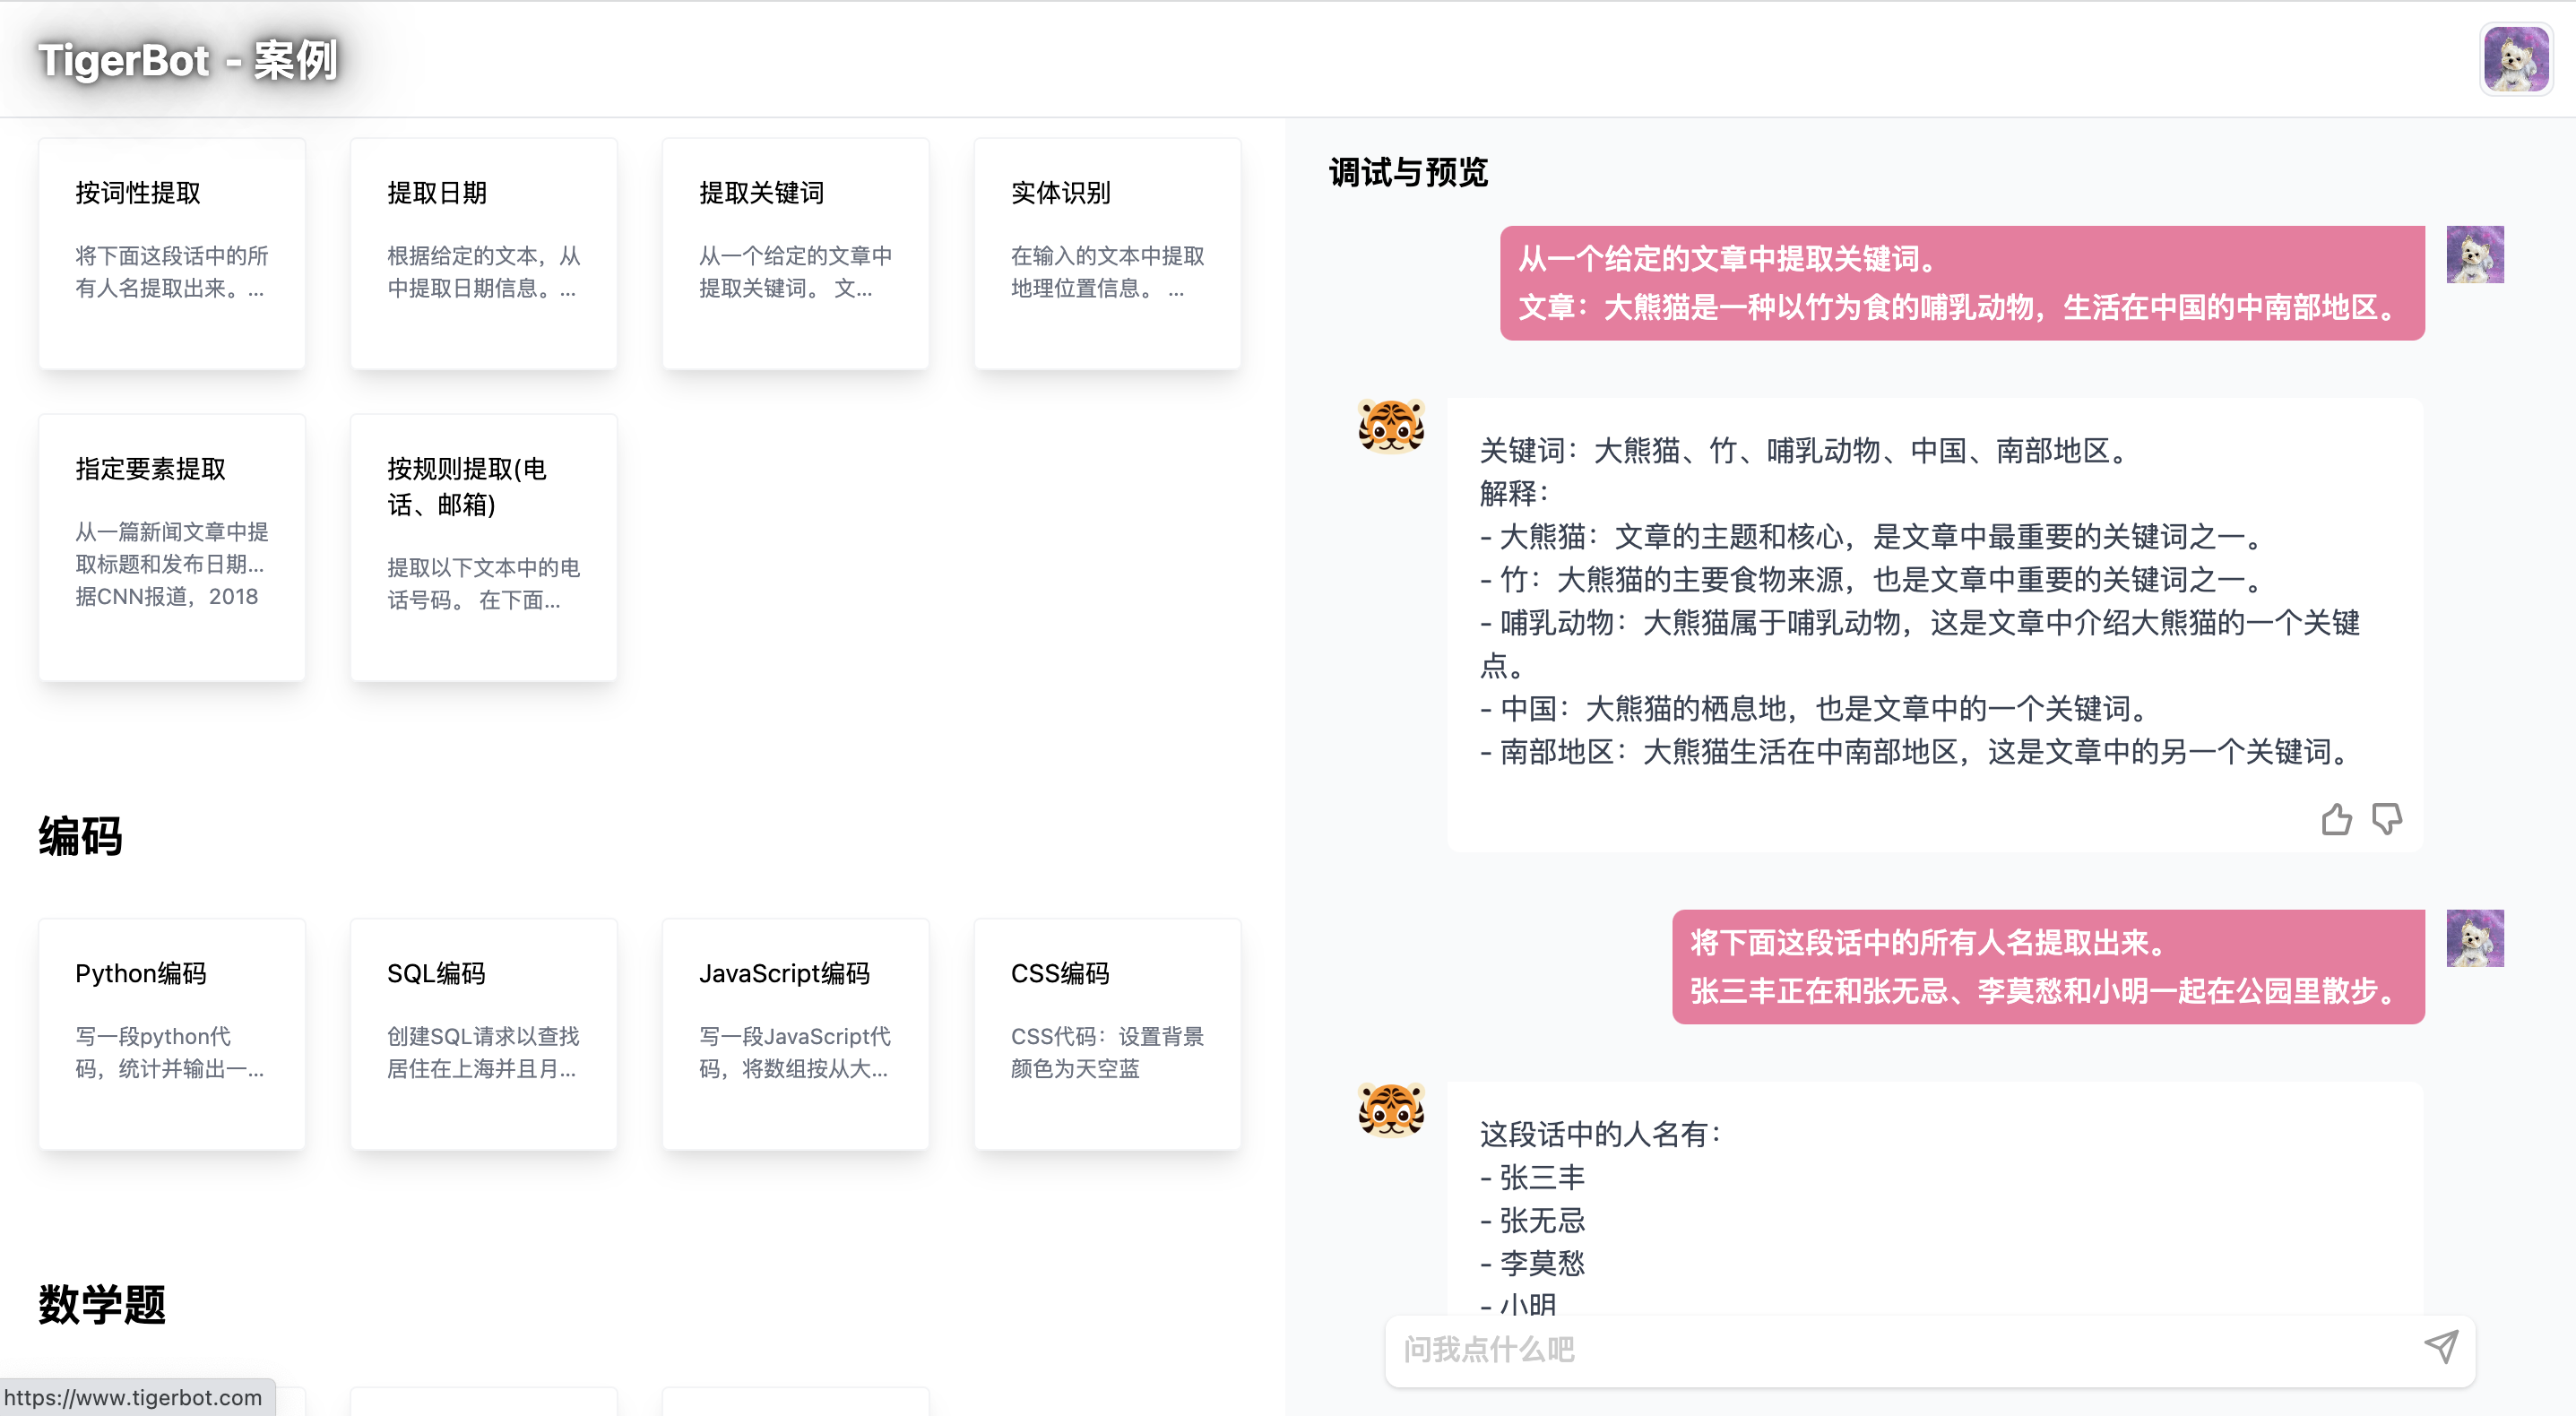 TigerBot - 案例
按词性提取
将下面这段话中的所
有人名提取出来。...
提取日期
根据给定的文本，从
中提取日期信息。...
提取关键词
从一个给定的文章中
提取关键词。 文...
实体识别
在输入的文本中提取
地理位置信息。 ...
指定要素提取
从一篇新闻文章中提
取标题和发布日期...
据CNN报道，2018
按规则提取(电
话、邮箱)
提取以下文本中的电
话号码。 在下面...
编码
Python编码
写一段python代
码，统计并输出一...
SQL编码
创建SQL请求以查找
居住在上海并且月...
JavaScript编码
写一段JavaScript代
码，将数组按从大...
CSS编码
CSS代码：设置背景
颜色为天空蓝
数学题
https://www.tigerbot.com
调试与预览
从一个给定的文章中提取关键词。
文章：大熊猫是一种以竹为食的哺乳动物，生活在中国的中南部地区。
关键词：大熊猫、竹、哺乳动物、中国、南部地区。
解释：
- 大熊猫：文章的主题和核心，是文章中最重要的关键词之一。
- 竹：大熊猫的主要食物来源，也是文章中重要的关键词之一。
- 哺乳动物：大熊猫属于哺乳动物，这是文章中介绍大熊猫的一个关键
点。
- 中国：大熊猫的栖息地，也是文章中的一个关键词。
- 南部地区：大熊猫生活在中南部地区，这是文章中的另一个关键词。
将下面这段话中的所有人名提取出来。
张三丰正在和张无忌、李莫愁和小明一起在公园里散步。
这段话中的人名有：
- 张三丰
- 张无忌
- 李莫愁
- 小明
问我点什么吧